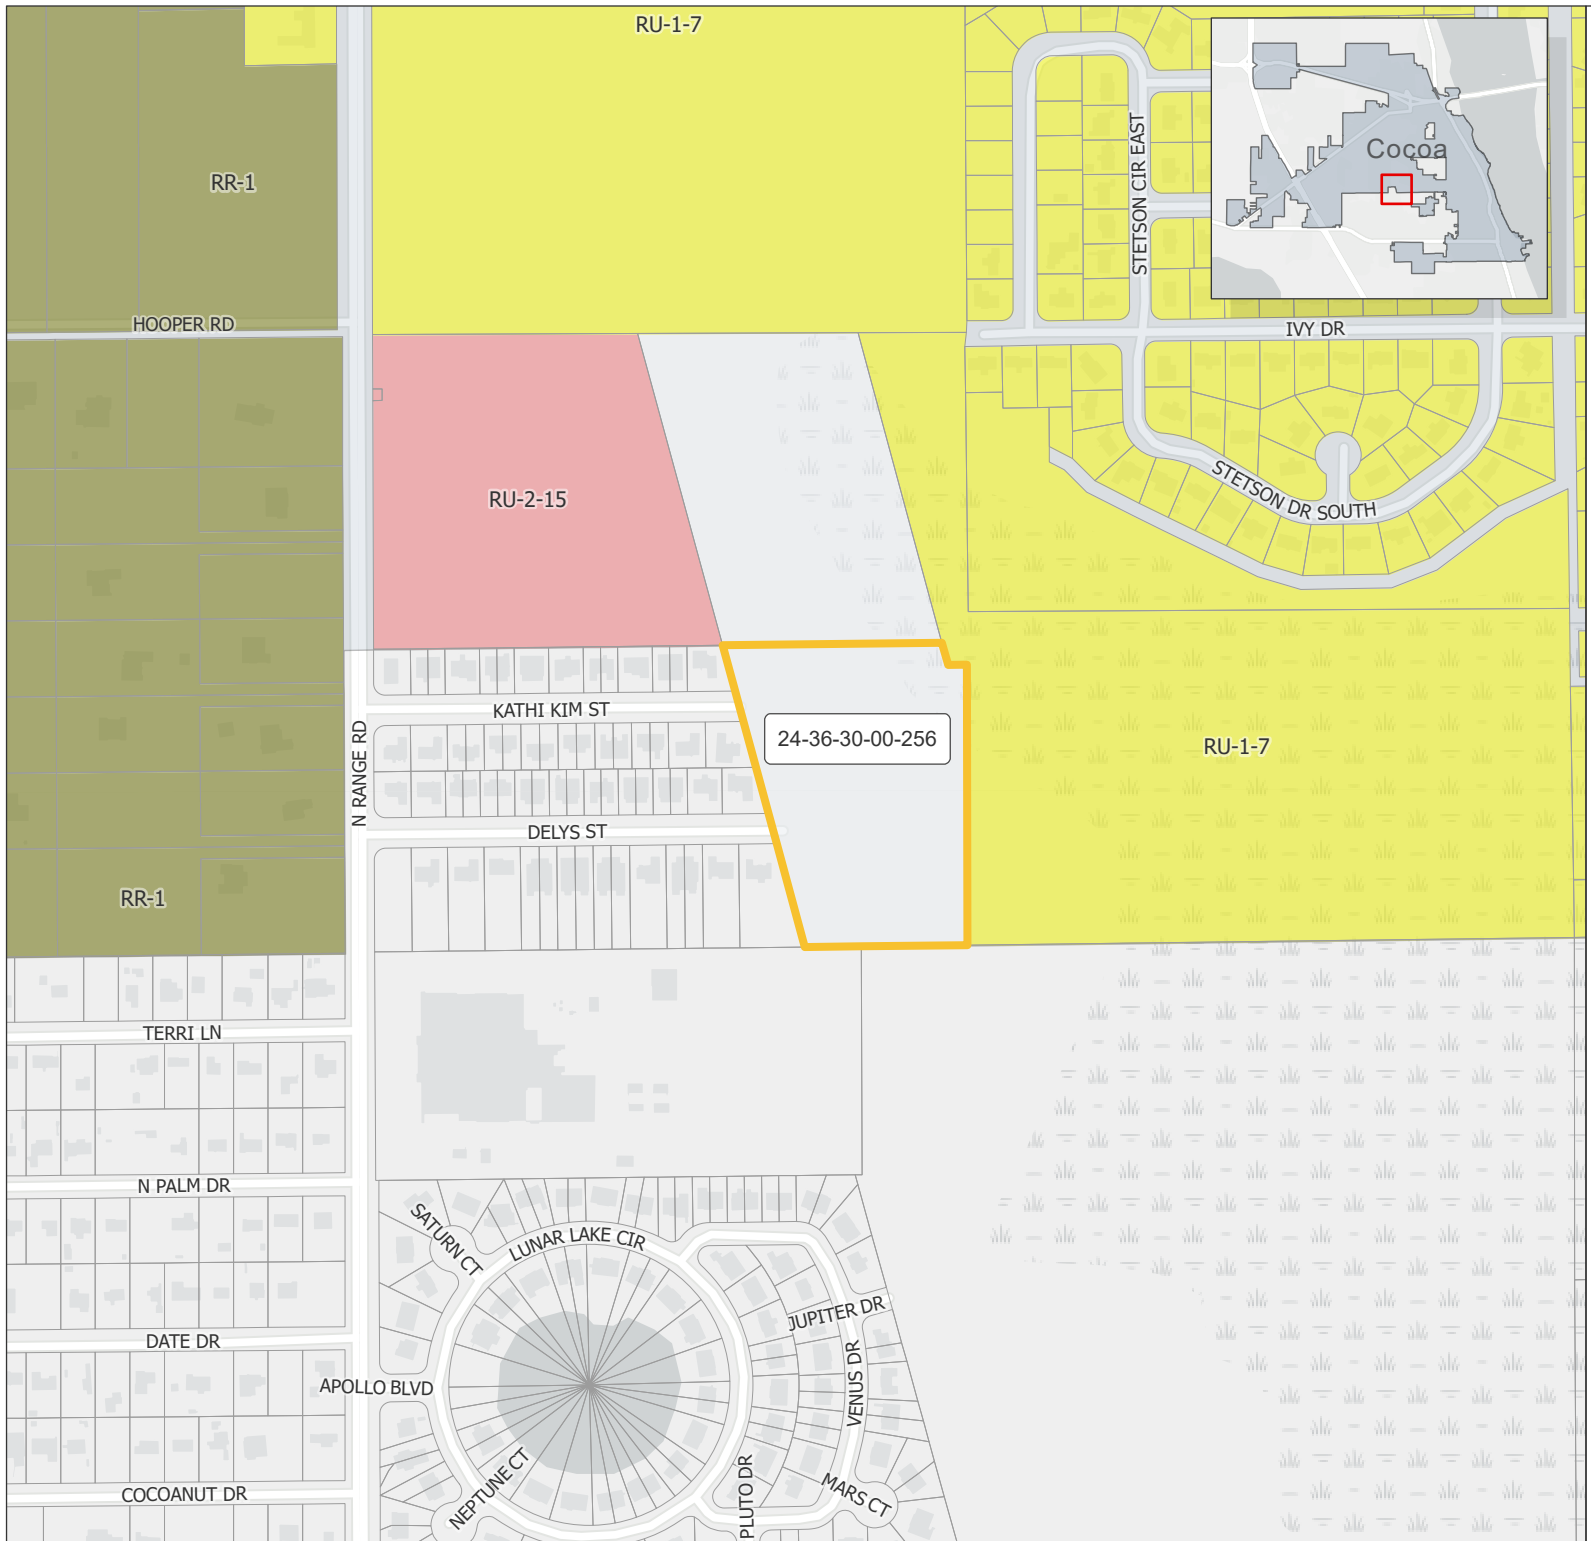 RU-1-7
RR-1
STETSON CIR EAST
Cocoa
HOOPER RD
IVY DR
RU-2-15
STETSON DR SOUTH
KATHI KIM ST
24-36-30-00-256
RU-1-7
N RANGE RD
DELYS ST
RR-1
TERRI LN
N PALM DR
SATURN CT
LUNAR LAKE CIR
JUPITER DR
DATE DR
VENUS DR
APOLLO BLVD
NEPTUNE CT
PLUTO DR
MARS CT
COCOANUT DR